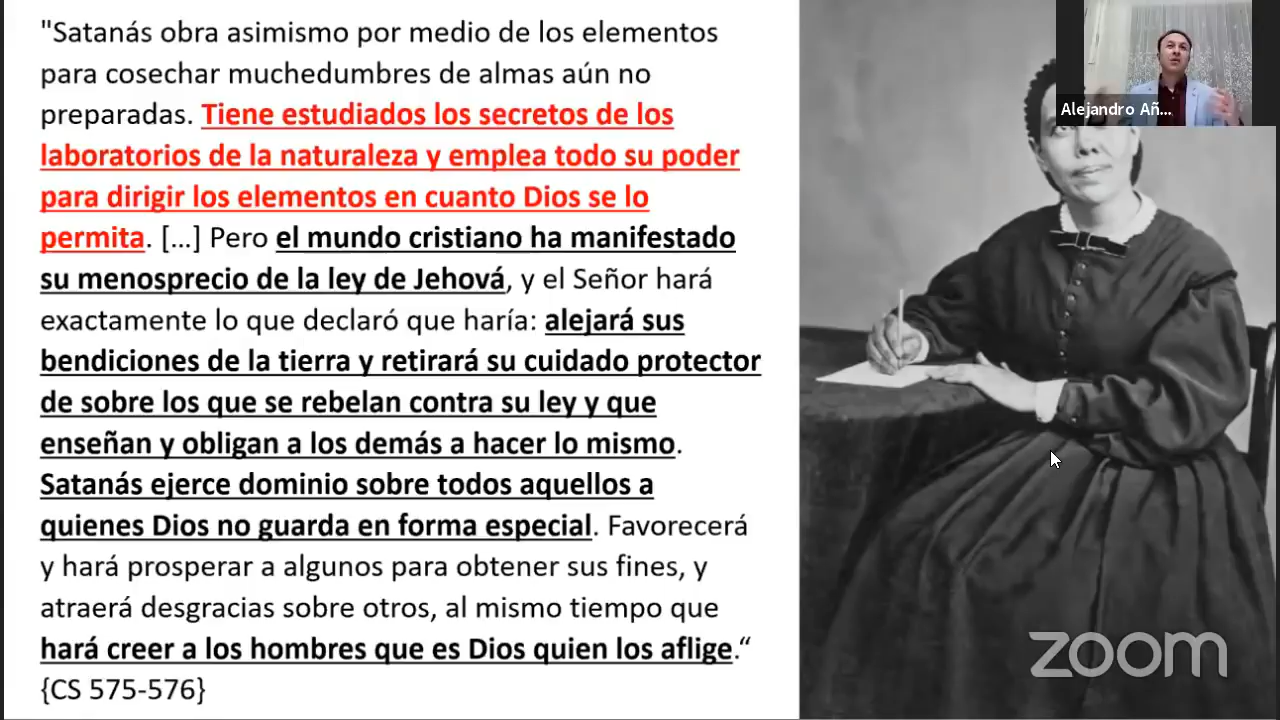 "Satanás obra asimismo por medio de los elementos
para cosechar muchedumbres de almas aún no
preparadas. Tiene estudiados los secretos de los
laboratorios de la naturaleza y emplea todo su poder
para dirigir los elementos en cuanto Dios se lo
permita. […] Pero el mundo cristiano ha manifestado
su menosprecio de la ley de Jehová, y el Señor hará
exactamente lo que declaró que haría: alejará sus
bendiciones de la tierra y retirará su cuidado protector
de sobre los que se rebelan contra su ley y que
enseñan y obligan a los demás a hacer lo mismo.
Satanás ejerce dominio sobre todos aquellos a
quienes Dios no guarda en forma especial. Favorecerá
y hará prosperar a algunos para obtener sus fines, y
atraerá desgracias sobre otros, al mismo tiempo que
hará creer a los hombres que es Dios quien los aflige.“
{CS 575-576}
Alejandro Añ...
zoom